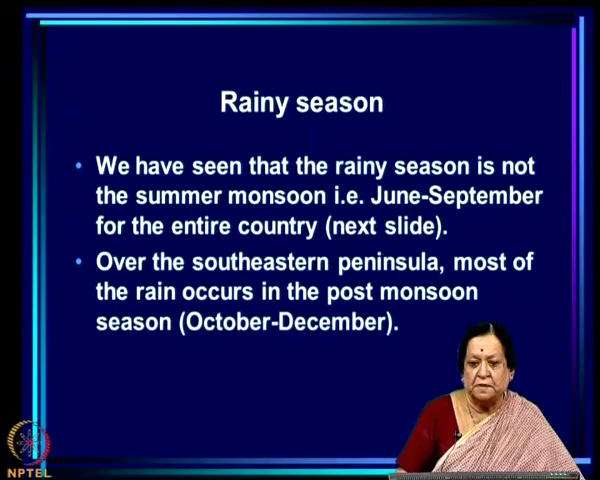 Rainy season
• We have seen that the rainy season is not
the summer monsoon i.e. June-September
for the entire country (next slide).
• Over the southeastern peninsula, most of
the rain occurs in the post monsoon
season (October-December).
NPTEL